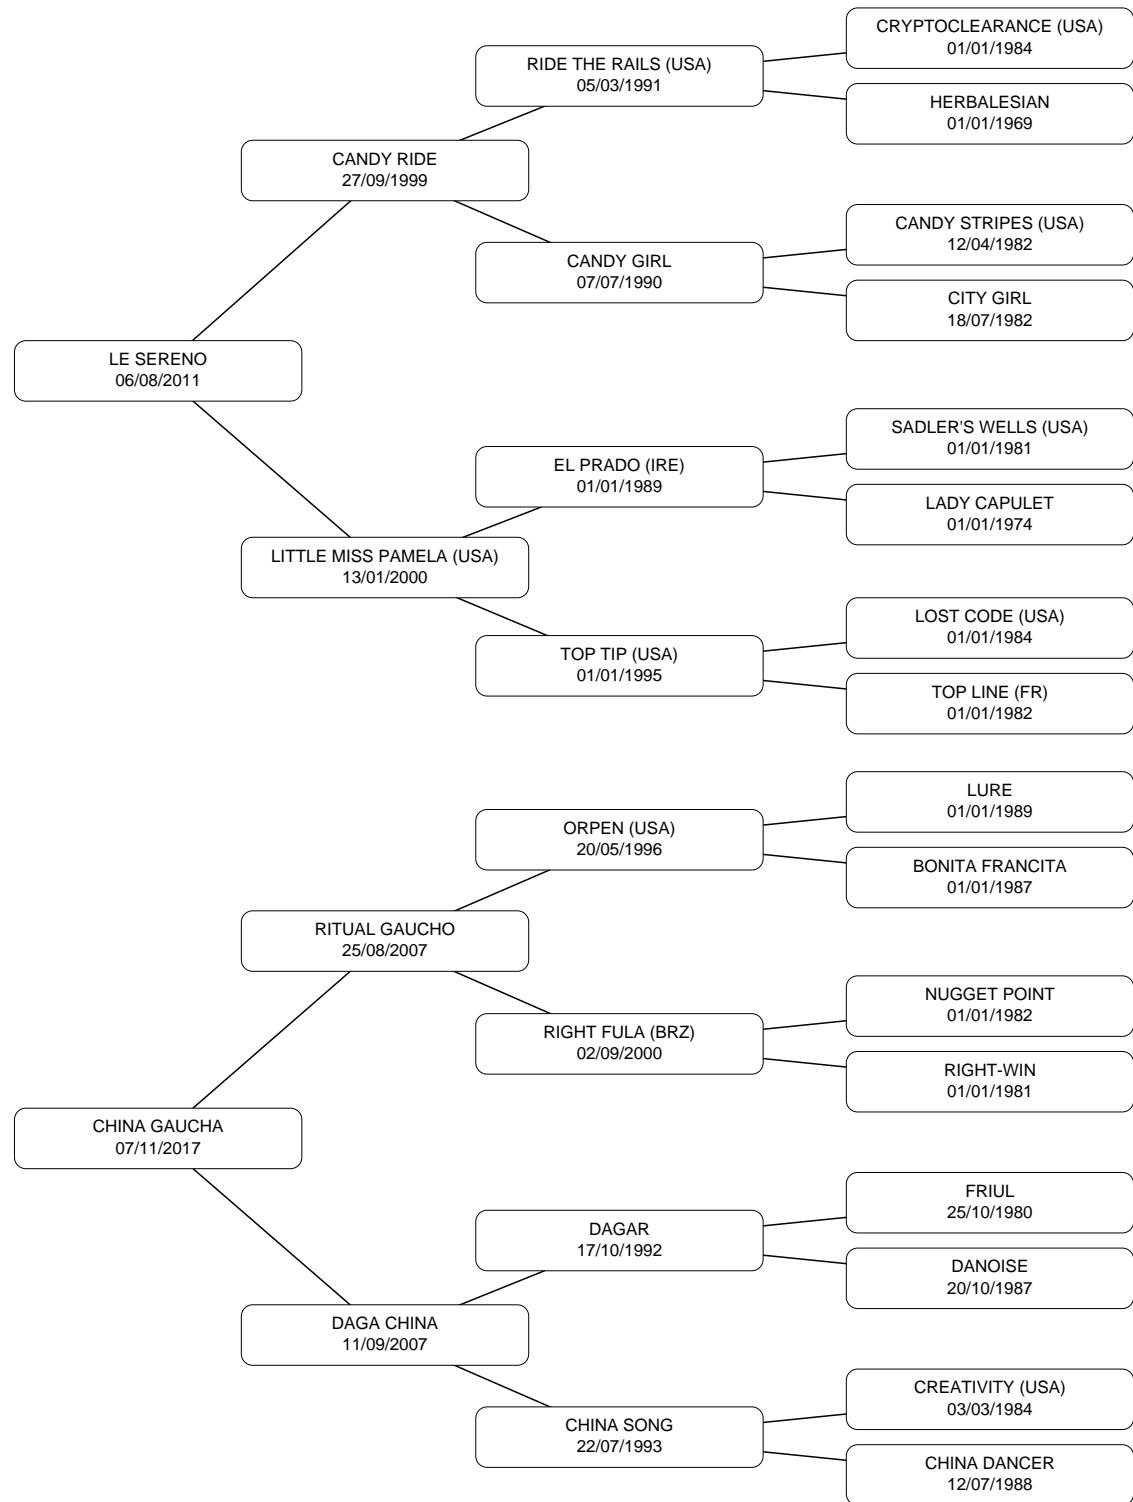 CRYPTOCLEARANCE (USA)
01/01/1984
RIDE THE RAILS (USA)
05/03/1991
HERBALESIAN
01/01/1969
CANDY RIDE
27/09/1999
CANDY STRIPES (USA)
12/04/1982
CANDY GIRL
07/07/1990
CITY GIRL
18/07/1982
LE SERENO
06/08/2011
SADLER'S WELLS (USA)
01/01/1981
EL PRADO (IRE)
01/01/1989
LADY CAPULET
01/01/1974
LITTLE MISS PAMELA (USA)
13/01/2000
LOST CODE (USA)
01/01/1984
TOP TIP (USA)
01/01/1995
TOP LINE (FR)
01/01/1982
LURE
01/01/1989
ORPEN (USA)
20/05/1996
BONITA FRANCITA
01/01/1987
RITUAL GAUCHO
25/08/2007
NUGGET POINT
01/01/1982
RIGHT FULA (BRZ)
02/09/2000
RIGHT-WIN
01/01/1981
CHINA GAUCHA
07/11/2017
FRIUL
25/10/1980
DAGAR
17/10/1992
DANOISE
20/10/1987
DAGA CHINA
11/09/2007
CREATIVITY (USA)
03/03/1984
CHINA SONG
22/07/1993
CHINA DANCER
12/07/1988